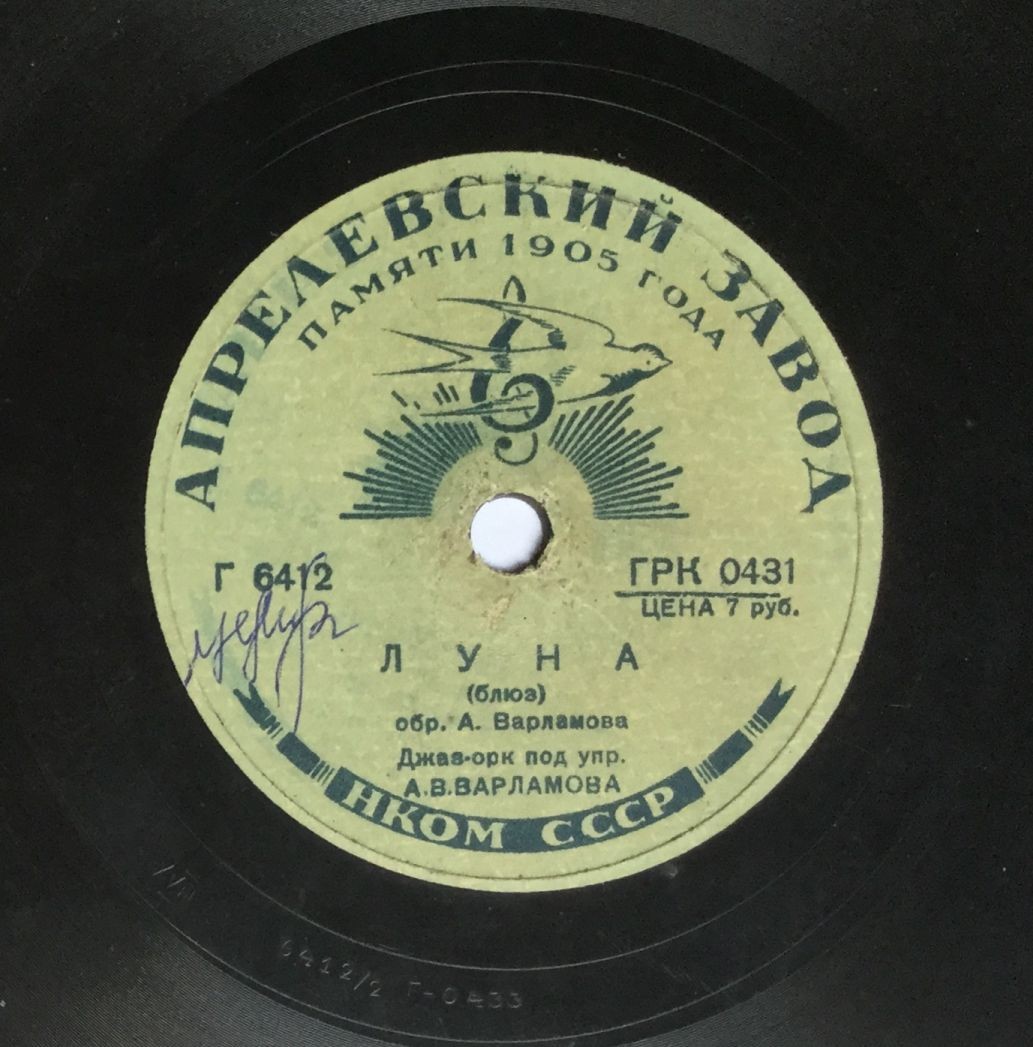 АПРЕЛЕВСКИЙ ЗАВОД
ПАМЯТИ 1905 ГОДА
Г 6412
ГРК 0431
ЦЕНА 7 руб.
ЛУНА
(блюз)
обр. А. Варламова
Джаз-орк под упр.
А.В.ВАРЛАМОВА
НКОМ СССР
6412/2 Г-0433